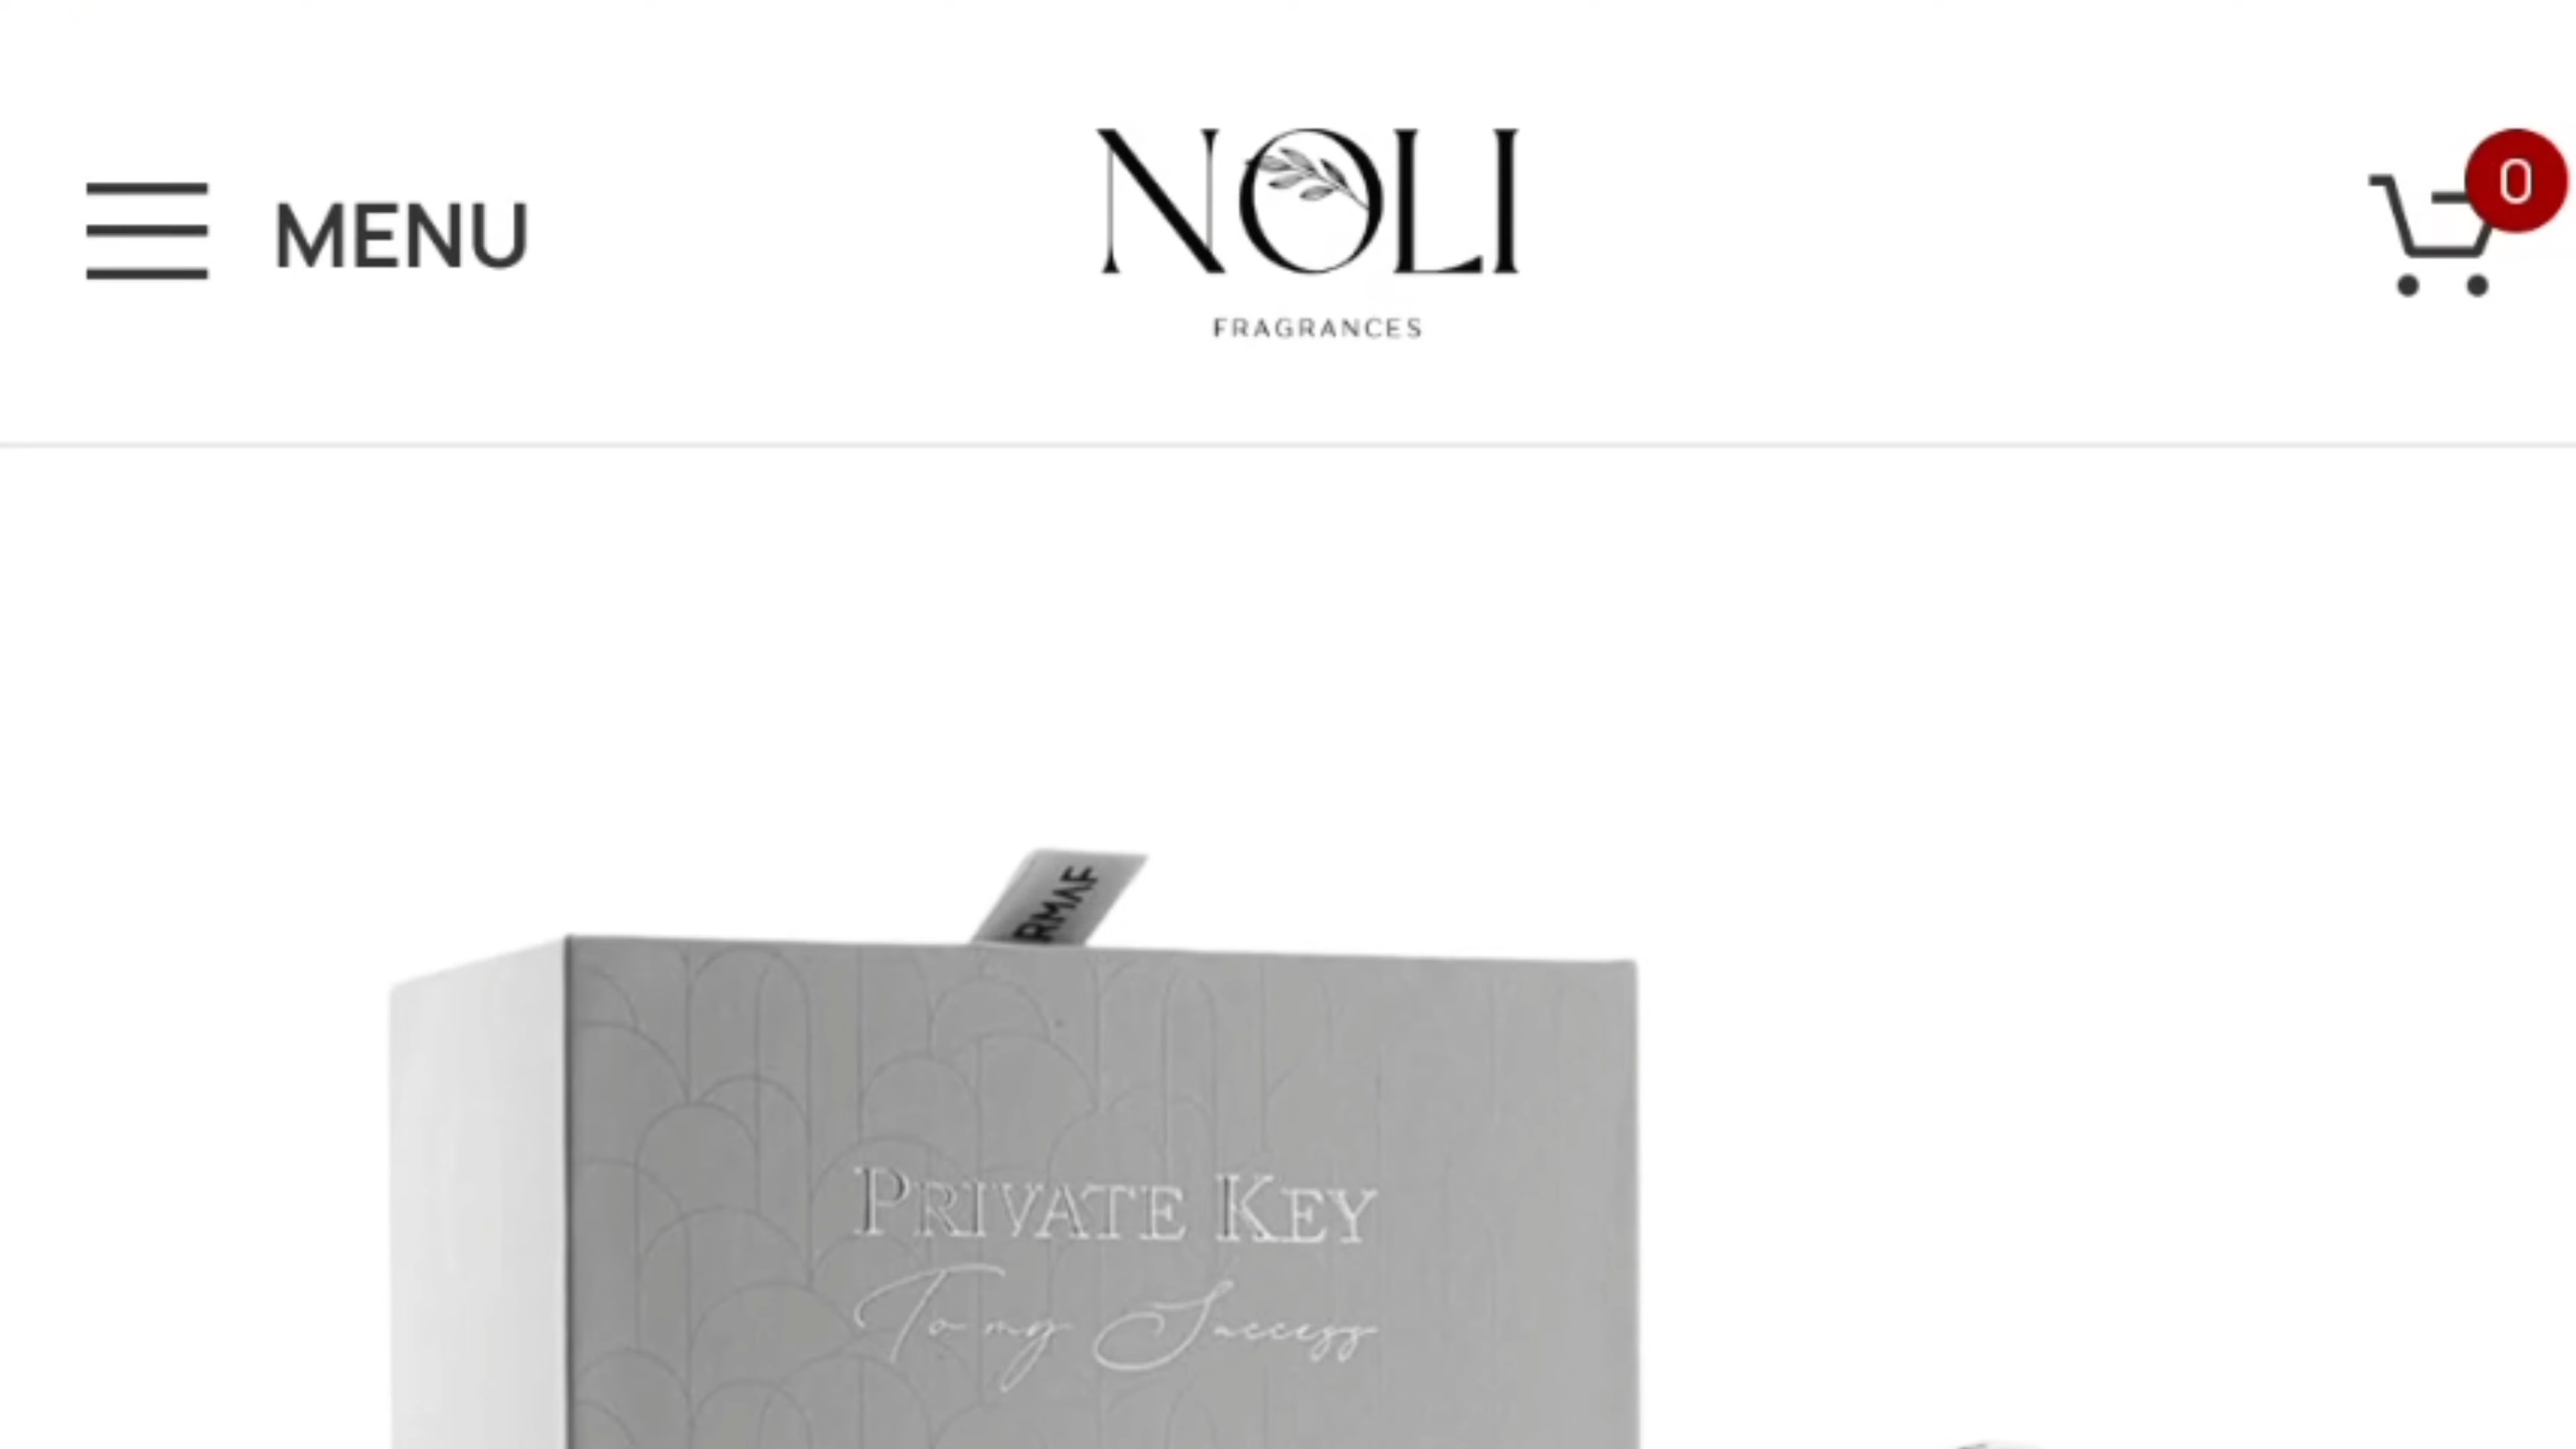 MENU
NOLI
FRAGRANCES
0
RMAF
PRIVATE KEY
To my Success